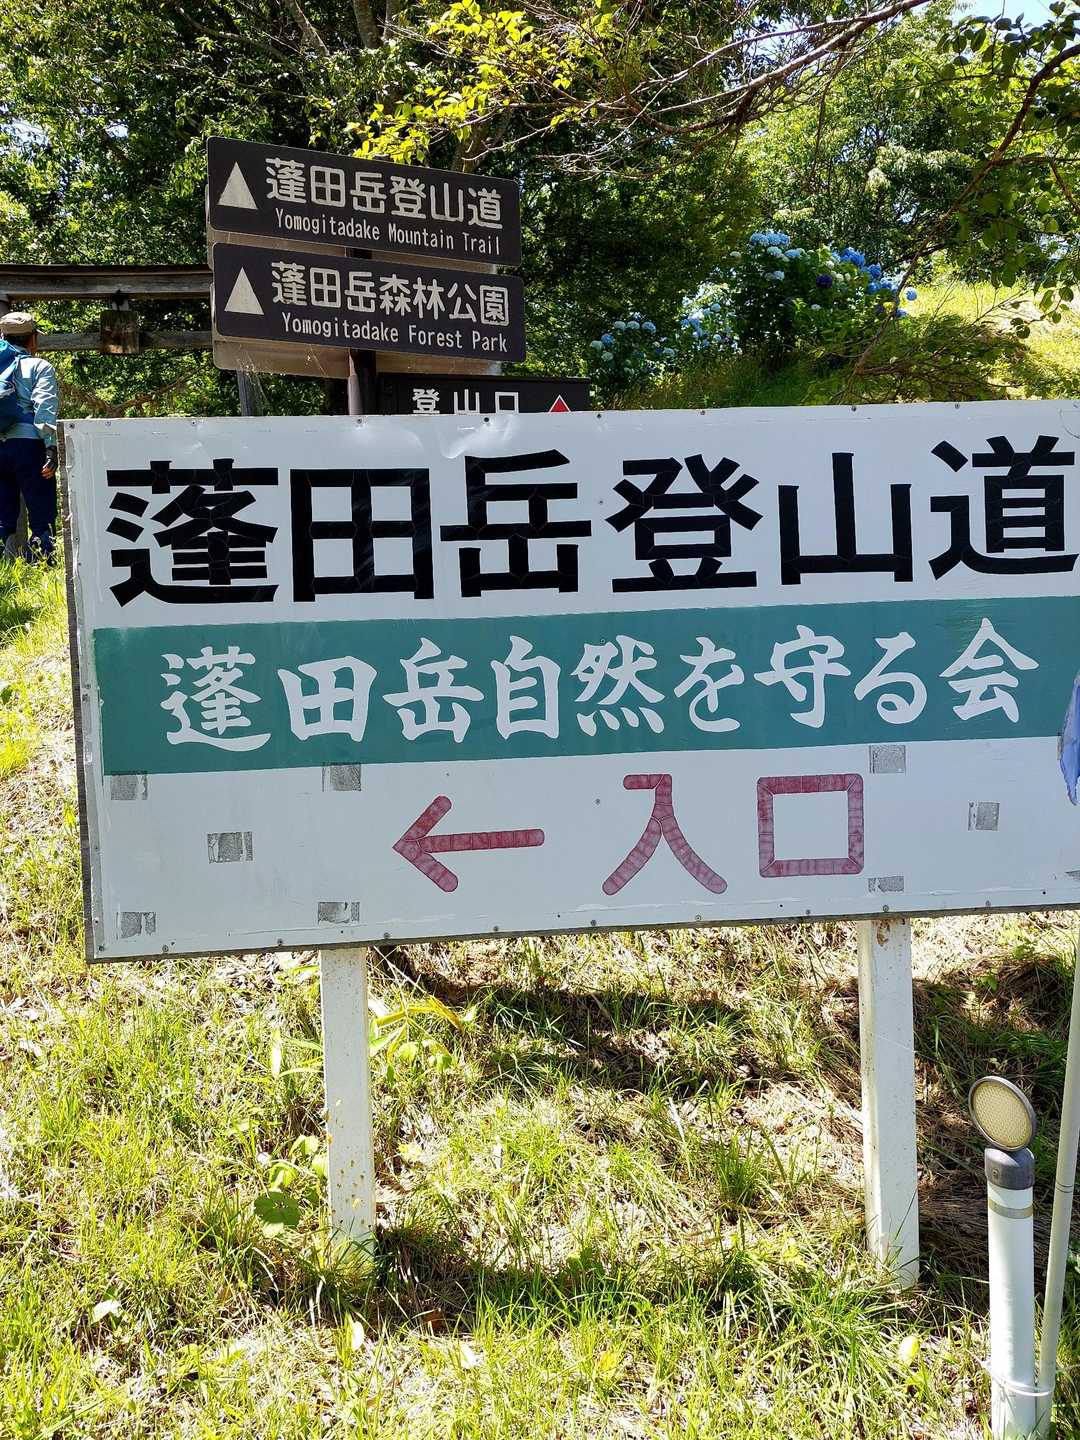 ▲蓬田岳登山道
Yomogitadake Mountain Trail
▲蓬田岳森林公園
Yomogitadake Forest Park
登山口▲
蓬田岳登山道
蓬田岳自然を守る会
←入口